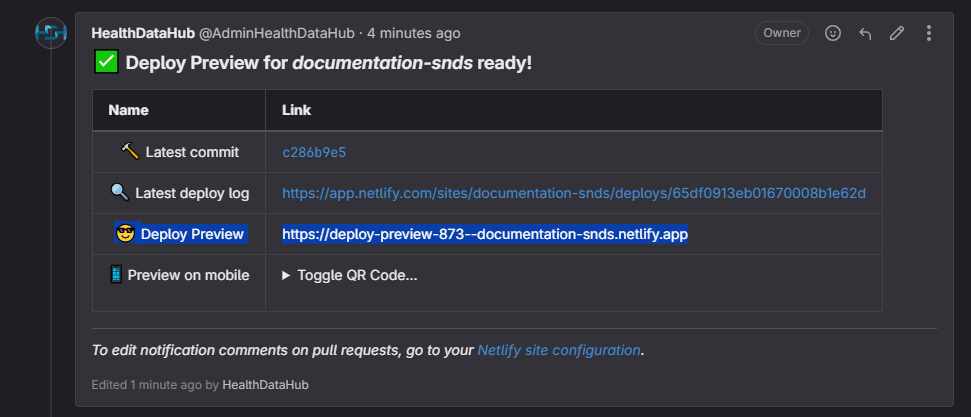 HealthDataHub @AdminHealthDataHub · 4 minutes ago Owner
✅ Deploy Preview for documentation-snds ready!
Name Link
🔨 Latest commit c286b9e5
🔍 Latest deploy log https://app.netlify.com/sites/documentation-snds/deploys/65df0913eb01670008b1e62d
😎 Deploy Preview https://deploy-preview-873--documentation-snds.netlify.app
📱 Preview on mobile ▶ Toggle QR Code...
To edit notification comments on pull requests, go to your Netlify site configuration.
Edited 1 minute ago by HealthDataHub